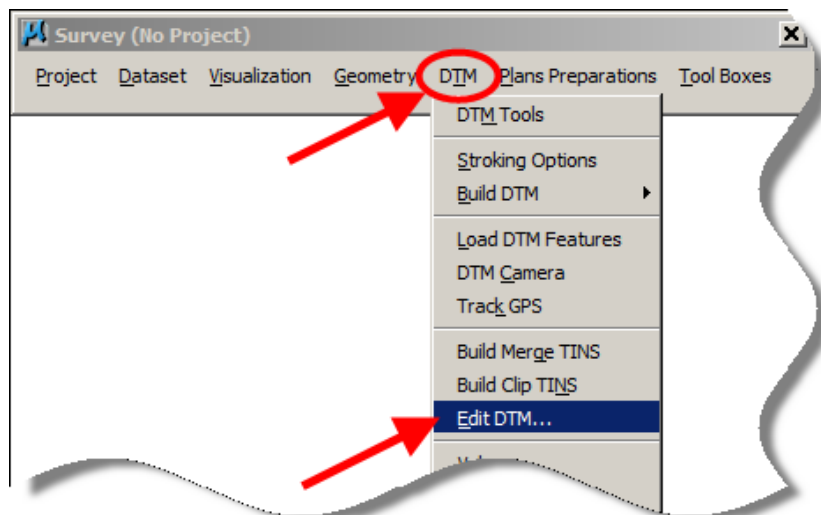 Survey (No Project)
Project Dataset Visualization Geometry DTM Plans Preparations Tool Boxes
DTM Tools
Stroking Options
Build DTM
Load DTM Features
DTM Camera
Track GPS
Build Merge TINS
Build Clip TINS
Edit DTM...